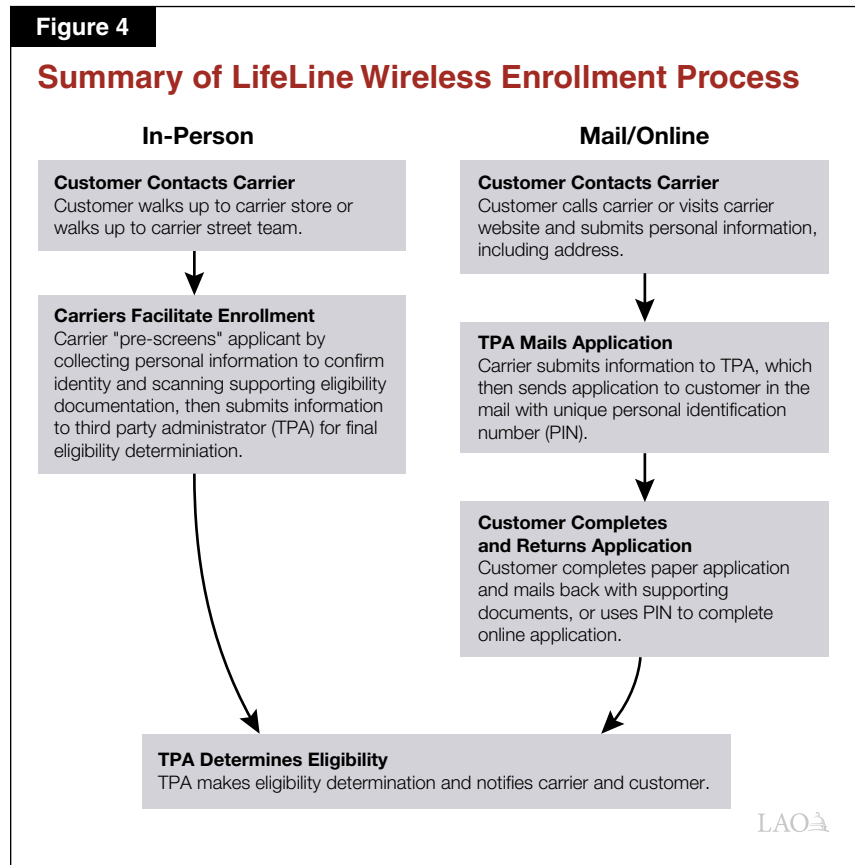 Figure 4
Summary of LifeLine Wireless Enrollment Process
In-Person
Customer Contacts Carrier
Customer walks up to carrier store or
walks up to carrier street team.
Carriers Facilitate Enrollment
Carrier "pre-screens" applicant by
collecting personal information to confirm
identity and scanning supporting eligibility
documentation, then submits information
to third party administrator (TPA) for final
eligibility determiniation.
Mail/Online
Customer Contacts Carrier
Customer calls carrier or visits carrier
website and submits personal information,
including address.
TPA Mails Application
Carrier submits information to TPA, which
then sends application to customer in the
mail with unique personal identification
number (PIN).
Customer Completes
and Returns Application
Customer completes paper application
and mails back with supporting
documents, or uses PIN to complete
online application.
TPA Determines Eligibility
TPA makes eligibility determination and notifies carrier and customer.
LAO